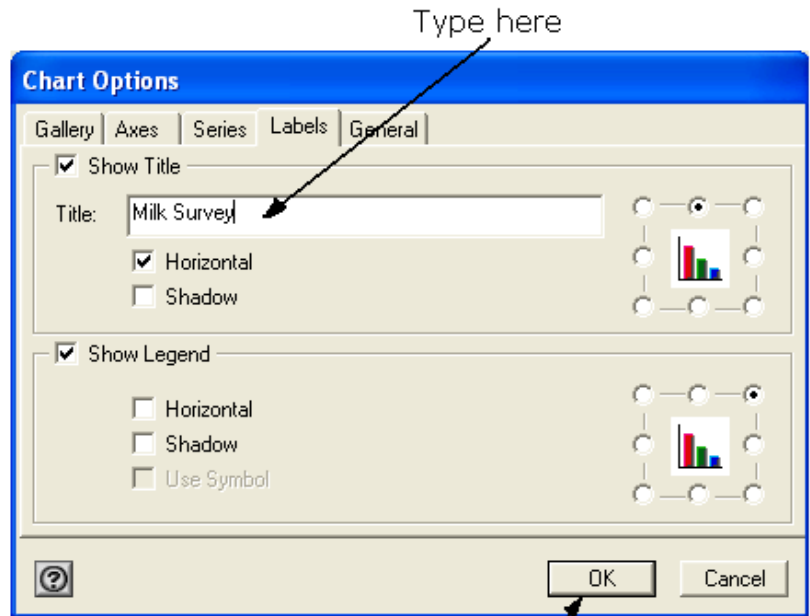 Type here
Chart Options
Gallery Axes Series Labels General
Show Title
Title: Milk Survey
Horizontal
Shadow
Show Legend
Horizontal
Shadow
Use Symbol
? OK Cancel